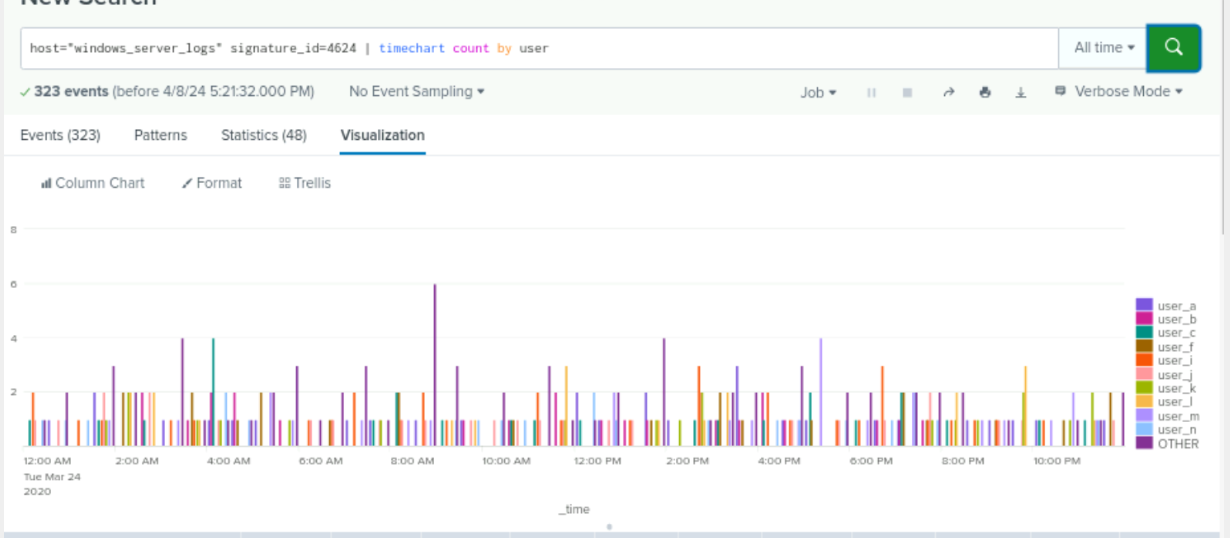 New Search
host="windows_server_logs" signature_id=4624 | timechart count by user
All time
323 events (before 4/8/24 5:21:32.000 PM)
No Event Sampling
Job
Verbose Mode
Events (323)
Patterns
Statistics (48)
Visualization
Column Chart
Format
Trellis
8
6
4
2
user_a
user_b
user_c
user_f
user_i
user_j
user_k
user_l
user_m
user_n
OTHER
12:00 AM
2:00 AM
4:00 AM
6:00 AM
8:00 AM
10:00 AM
12:00 PM
2:00 PM
4:00 PM
6:00 PM
8:00 PM
10:00 PM
Tue Mar 24
2020
_time